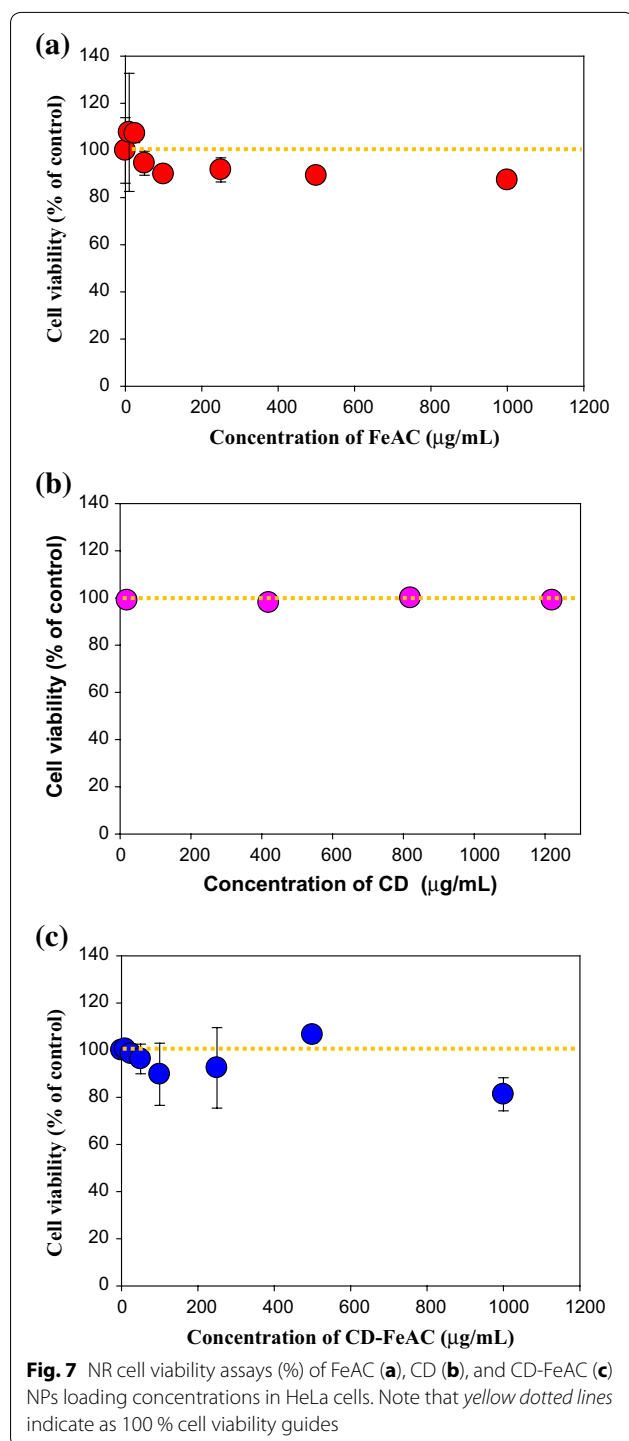 (a)
140
120
100
80
60
40
20
0
Cell viability (% of control)
0 200 400 600 800 1000 1200
Concentration of FeAC (μg/mL)
(b)
140
120
100
80
60
40
20
0
Cell viability (% of control)
0 200 400 600 800 1000 1200
Concentration of CD (μg/mL)
(c)
140
120
100
80
60
40
20
0
Cell viability (% of control)
0 200 400 600 800 1000 1200
Concentration of CD-FeAC (μg/mL)
Fig. 7 NR cell viability assays (%) of FeAC (a), CD (b), and CD-FeAC (c)
NPs loading concentrations in HeLa cells. Note that yellow dotted lines
indicate as 100 % cell viability guides